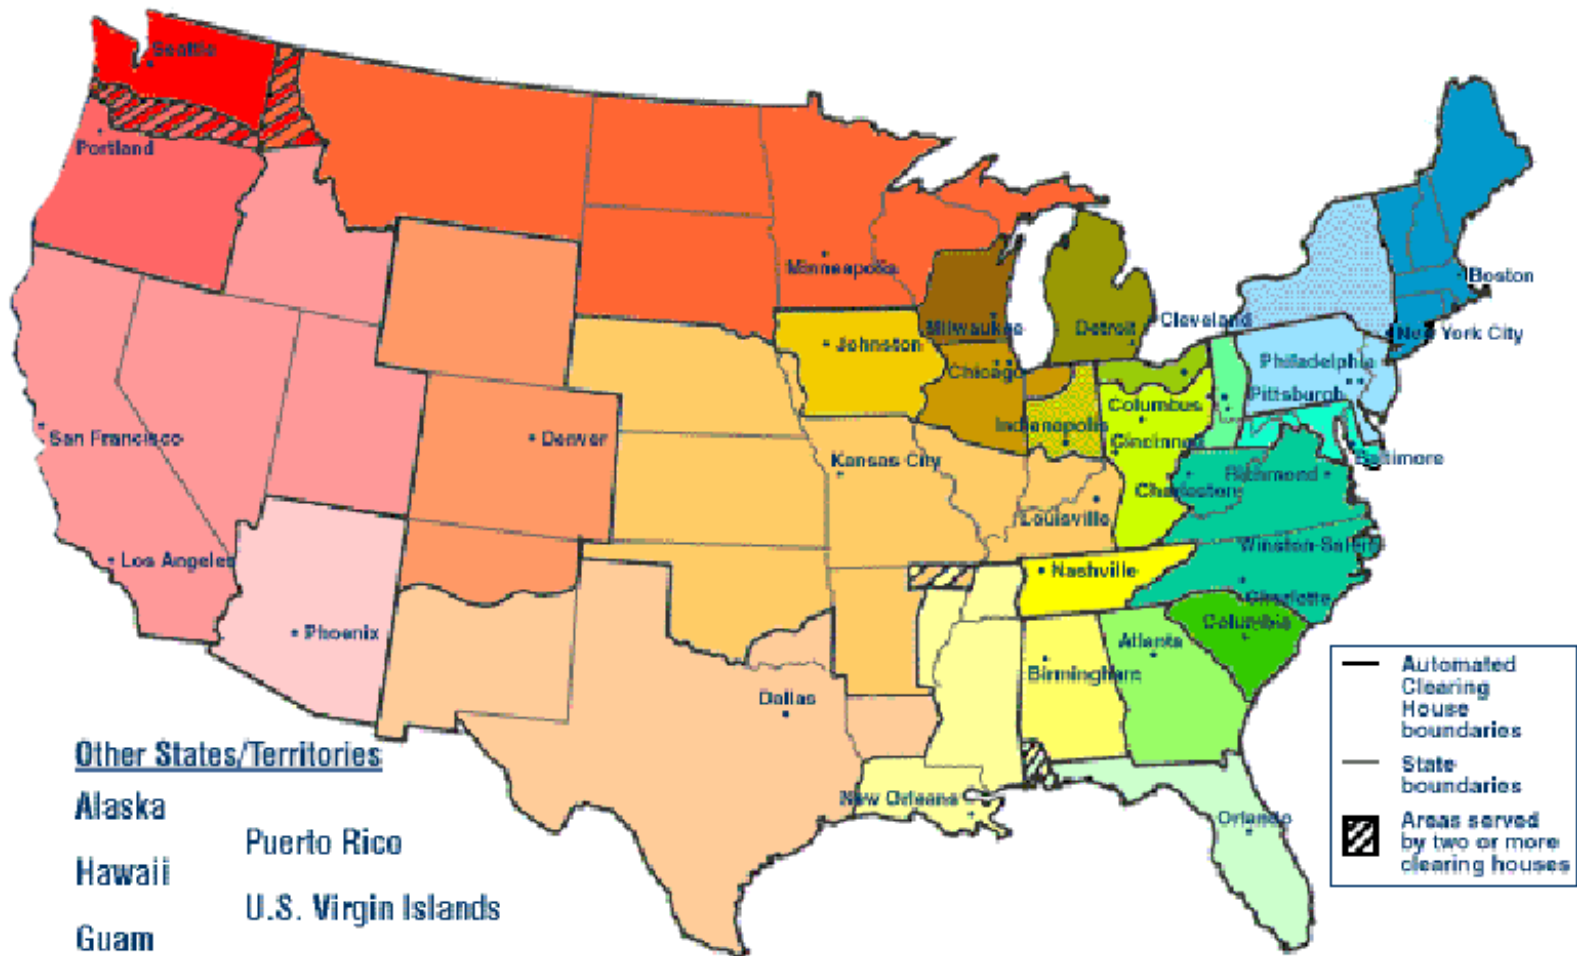 Seattle
Portland
Minneapolis
Boston
Milwaukee
Detroit
Cleveland
New York City
Johnston
Chicago
Philadelphia
Pittsburgh
Columbus
Indianapolis
San Francisco
Denver
Cincinnati
Kansas City
Baltimore
Richmond
Charleston
Louisville
Los Angeles
Nashville
Winston-Salem
Phoenix
Charlotte
Columbia
Atlanta
Birmingham
Dallas
New Orleans
Orlando
Other States/Territories
Alaska
Puerto Rico
Hawaii
U.S. Virgin Islands
Guam
Automated
Clearing
House
boundaries
State
boundaries
Areas served
by two or more
clearing houses